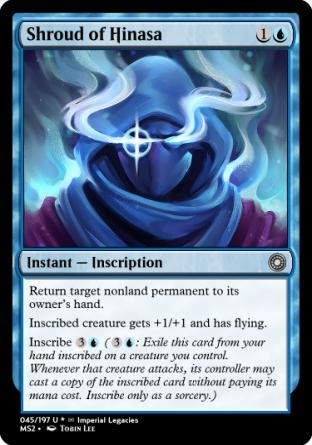 Shroud of Ḥinasa 1
Instant — Inscription
Return target nonland permanent to its
owner's hand.
Inscribed creature gets +1/+1 and has flying.
Inscribe 3 ( 3 : Exile this card from your
hand inscribed on a creature you control.
Whenever that creature attacks, its controller may
cast a copy of the inscribed card without paying its
mana cost. Inscribe only as a sorcery.)
045/197 U * — Imperial Legacies
MS2 • Tobin Lee